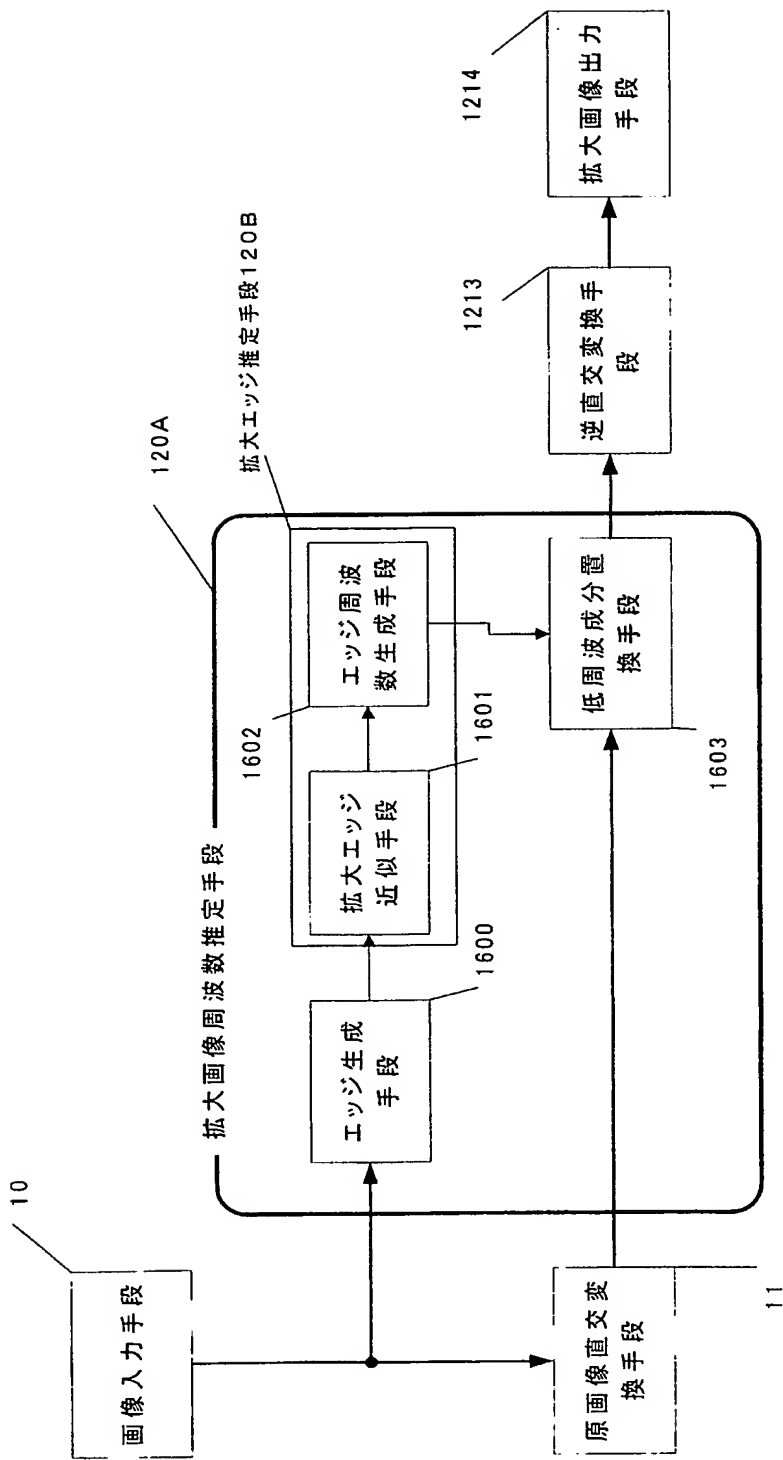 10
画像入力手段
拡大画像周波数推定手段
120A
拡大エッジ推定手段120B
エッジ生成
手段
1600
拡大エッジ
近似手段
1601
エッジ周波
数生成手段
1602
原画像直交変
換手段
11
低周波成分置
換手段
1603
逆直交変換手
段
1213
拡大画像出力
手段
1214